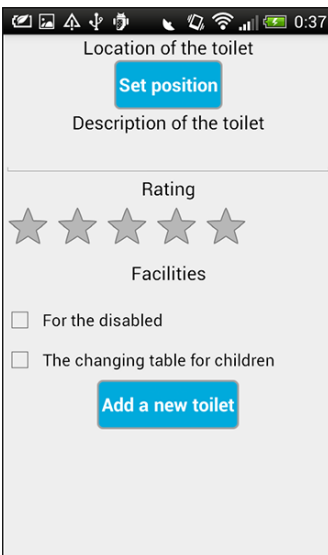 0:37
Location of the toilet
Set position
Description of the toilet
Rating
Facilities
For the disabled
The changing table for children
Add a new toilet